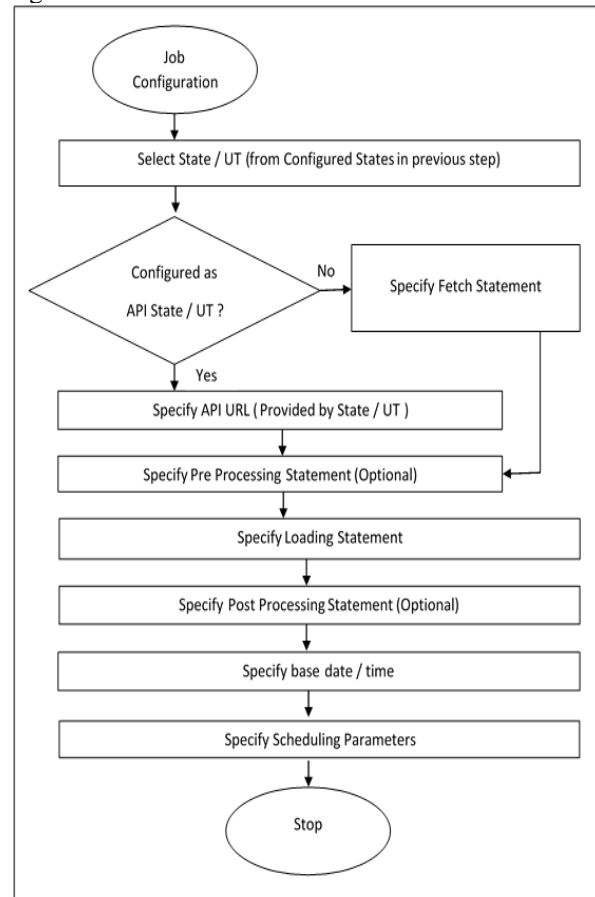 Job
Configuration
Select State / UT (from Configured States in previous step)
Configured as
API State / UT ?
No
Specify Fetch Statement
Yes
Specify API URL ( Provided by State / UT )
Specify Pre Processing Statement (Optional)
Specify Loading Statement
Specify Post Processing Statement (Optional)
Specify base date / time
Specify Scheduling Parameters
Stop